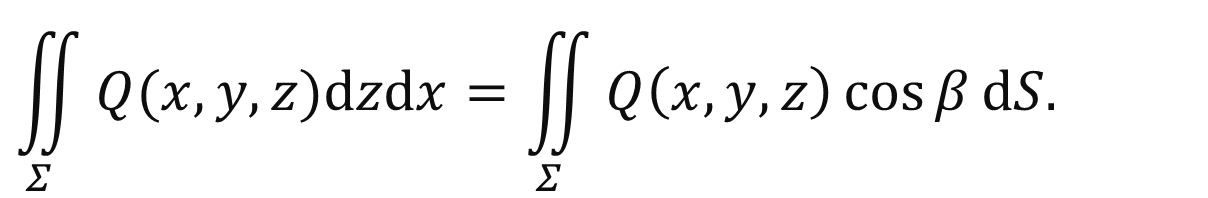 ∬_Σ Q(x, y, z)dzdx = ∬_Σ Q(x, y, z) cos β dS.